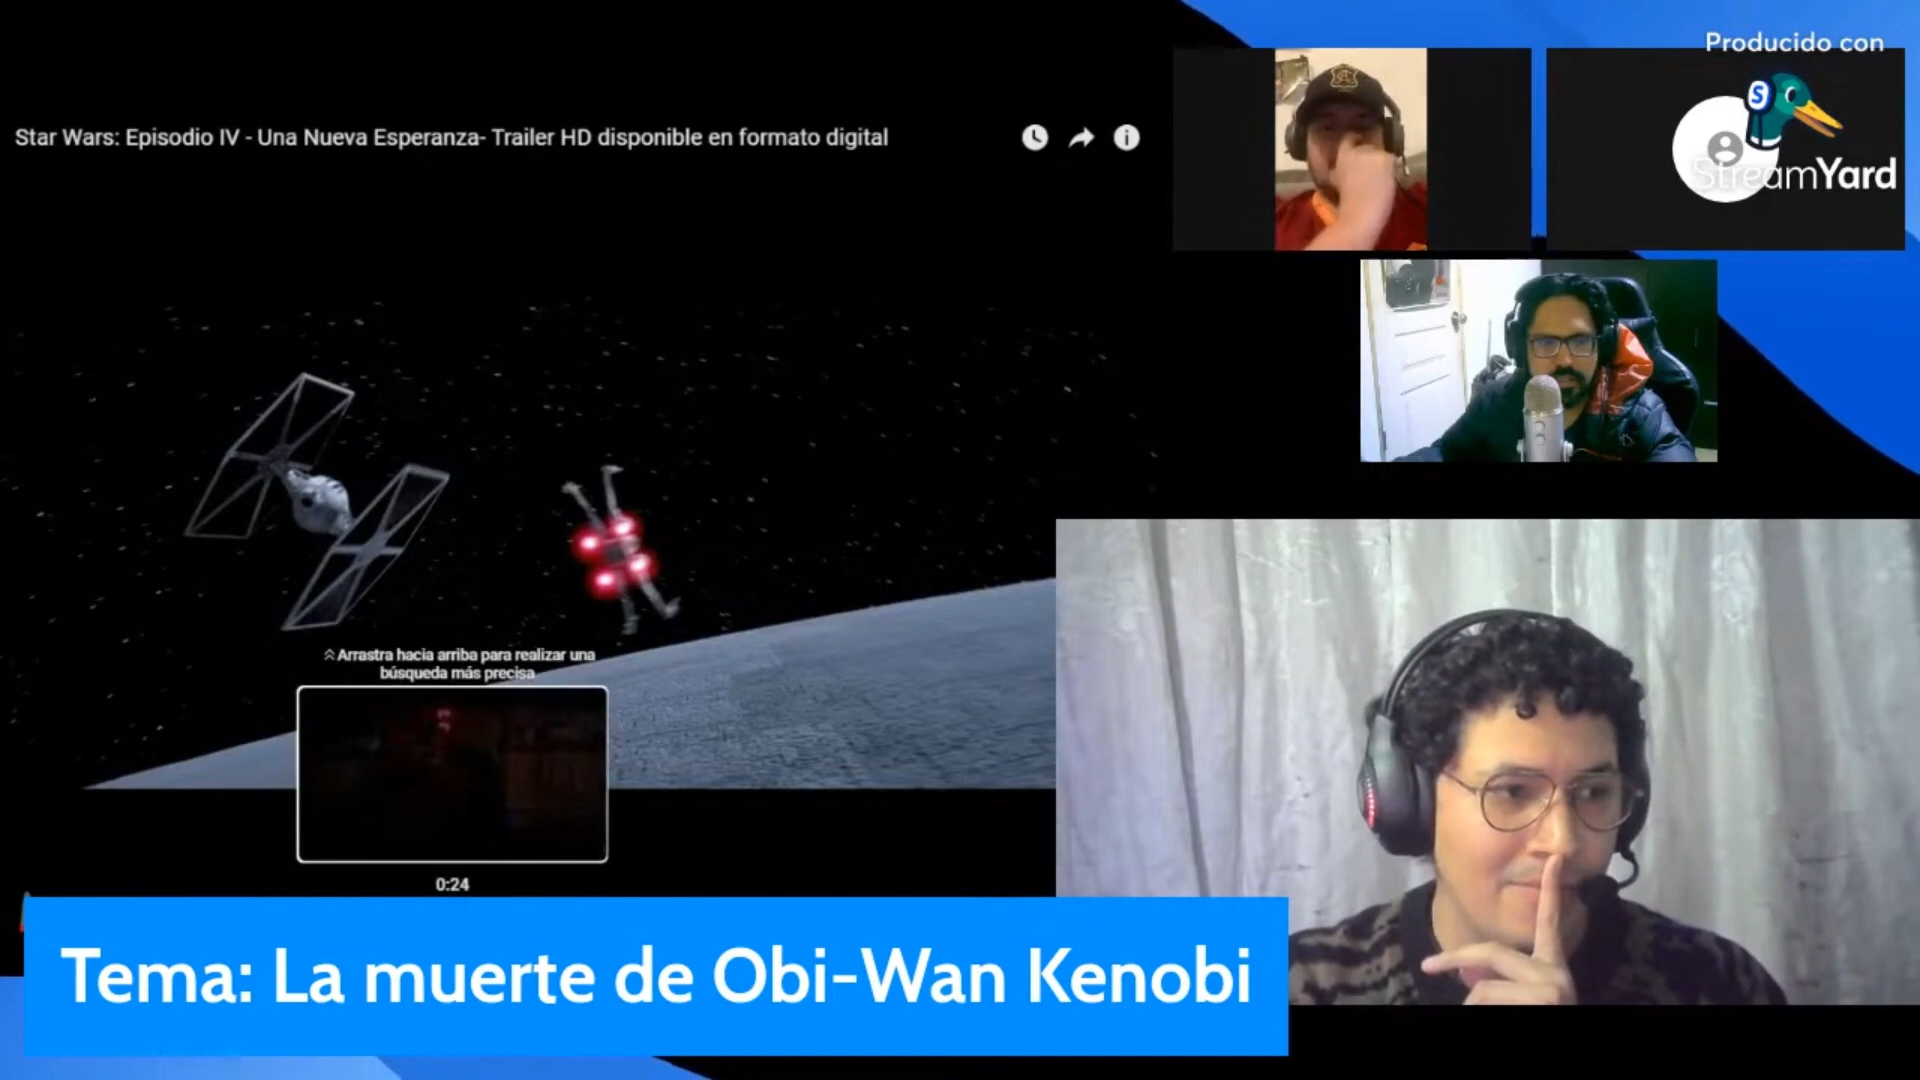 Producido con
StreamYard
Star Wars: Episodio IV - Una Nueva Esperanza- Trailer HD disponible en formato digital
Arrastra hacia arriba para realizar una
búsqueda más precisa
0:24
Tema: La muerte de Obi-Wan Kenobi